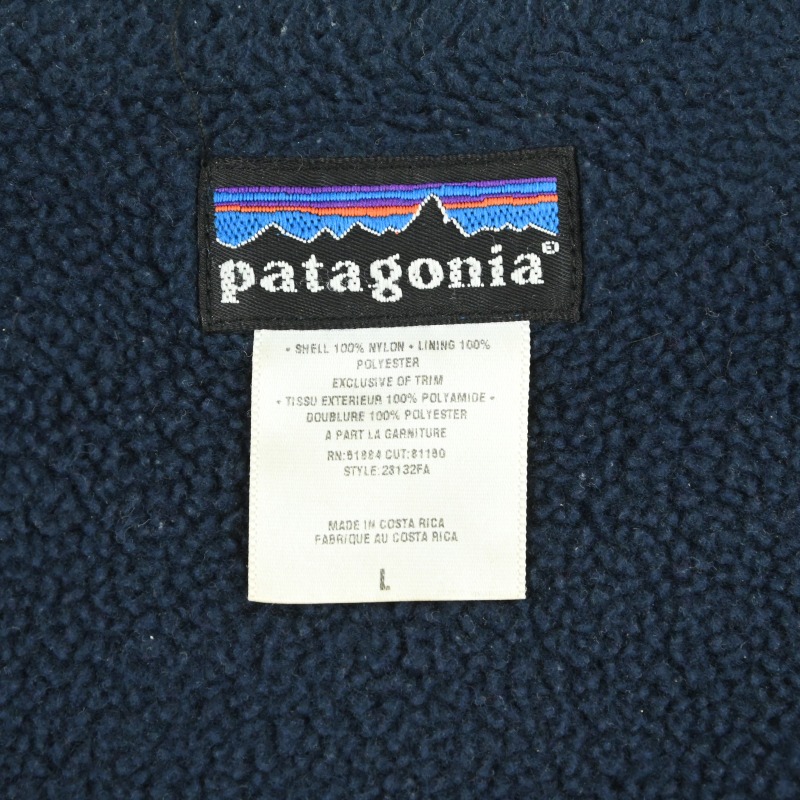 patagonia®
• SHELL 100% NYLON • LINING 100%
POLYESTER
EXCLUSIVE OF TRIM
• TISSU EXTERIEUR 100% POLYAMIDE •
DOUBLURE 100% POLYESTER
A PART LA GARNITURE
RN:51884 CUT:81180
STYLE:28132FA
MADE IN COSTA RICA
FABRIQUE AU COSTA RICA
L